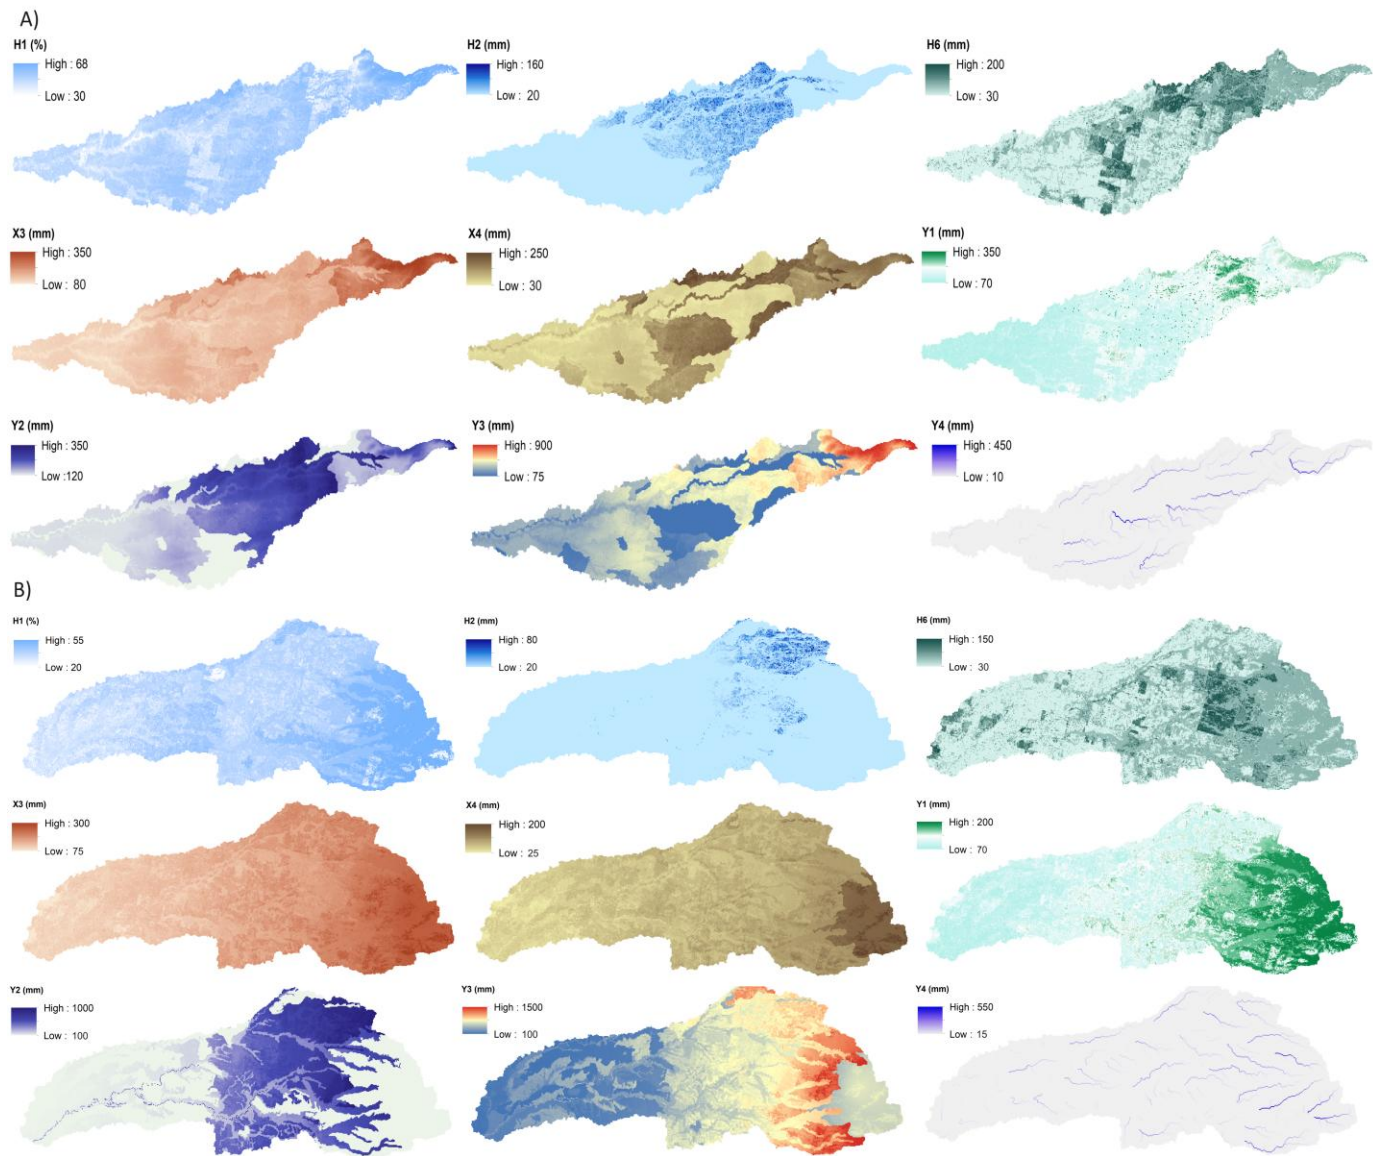 A)
H1 (%)
High : 68
Low : 30
H2 (mm)
High : 160
Low : 20
H6 (mm)
High : 200
Low : 30
X3 (mm)
High : 350
Low : 80
X4 (mm)
High : 250
Low : 30
Y1 (mm)
High : 350
Low : 70
Y2 (mm)
High : 350
Low :120
Y3 (mm)
High : 900
Low : 75
Y4 (mm)
High : 450
Low : 10
B)
H1 (%)
High : 55
Low : 20
H2 (mm)
High : 80
Low : 20
H6 (mm)
High : 150
Low : 30
X3 (mm)
High : 300
Low : 75
X4 (mm)
High : 200
Low : 25
Y1 (mm)
High : 200
Low : 70
Y2 (mm)
High : 1000
Low : 100
Y3 (mm)
High : 1500
Low : 100
Y4 (mm)
High : 550
Low : 15